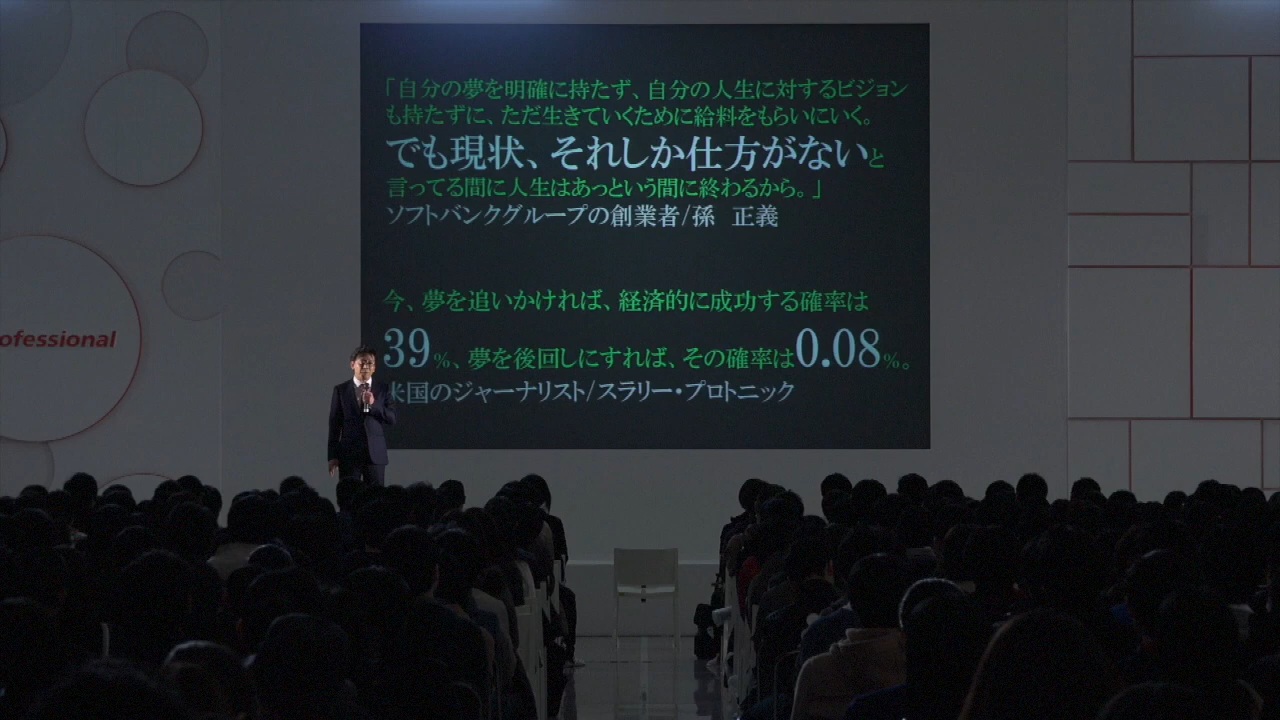 ofessional
「自分の夢を明確に持たず、自分の人生に対するビジョン
も持たずに、ただ生きていくために給料をもらいにいく。
でも現状、それしか仕方がないと
言ってる間に人生はあっという間に終わるから。」
ソフトバンクグループの創業者/孫 正義
今、夢を追いかければ、経済的に成功する確率は
39%、夢を後回しにすれば、その確率は0.08%。
米国のジャーナリスト/スラリー・プロトニック